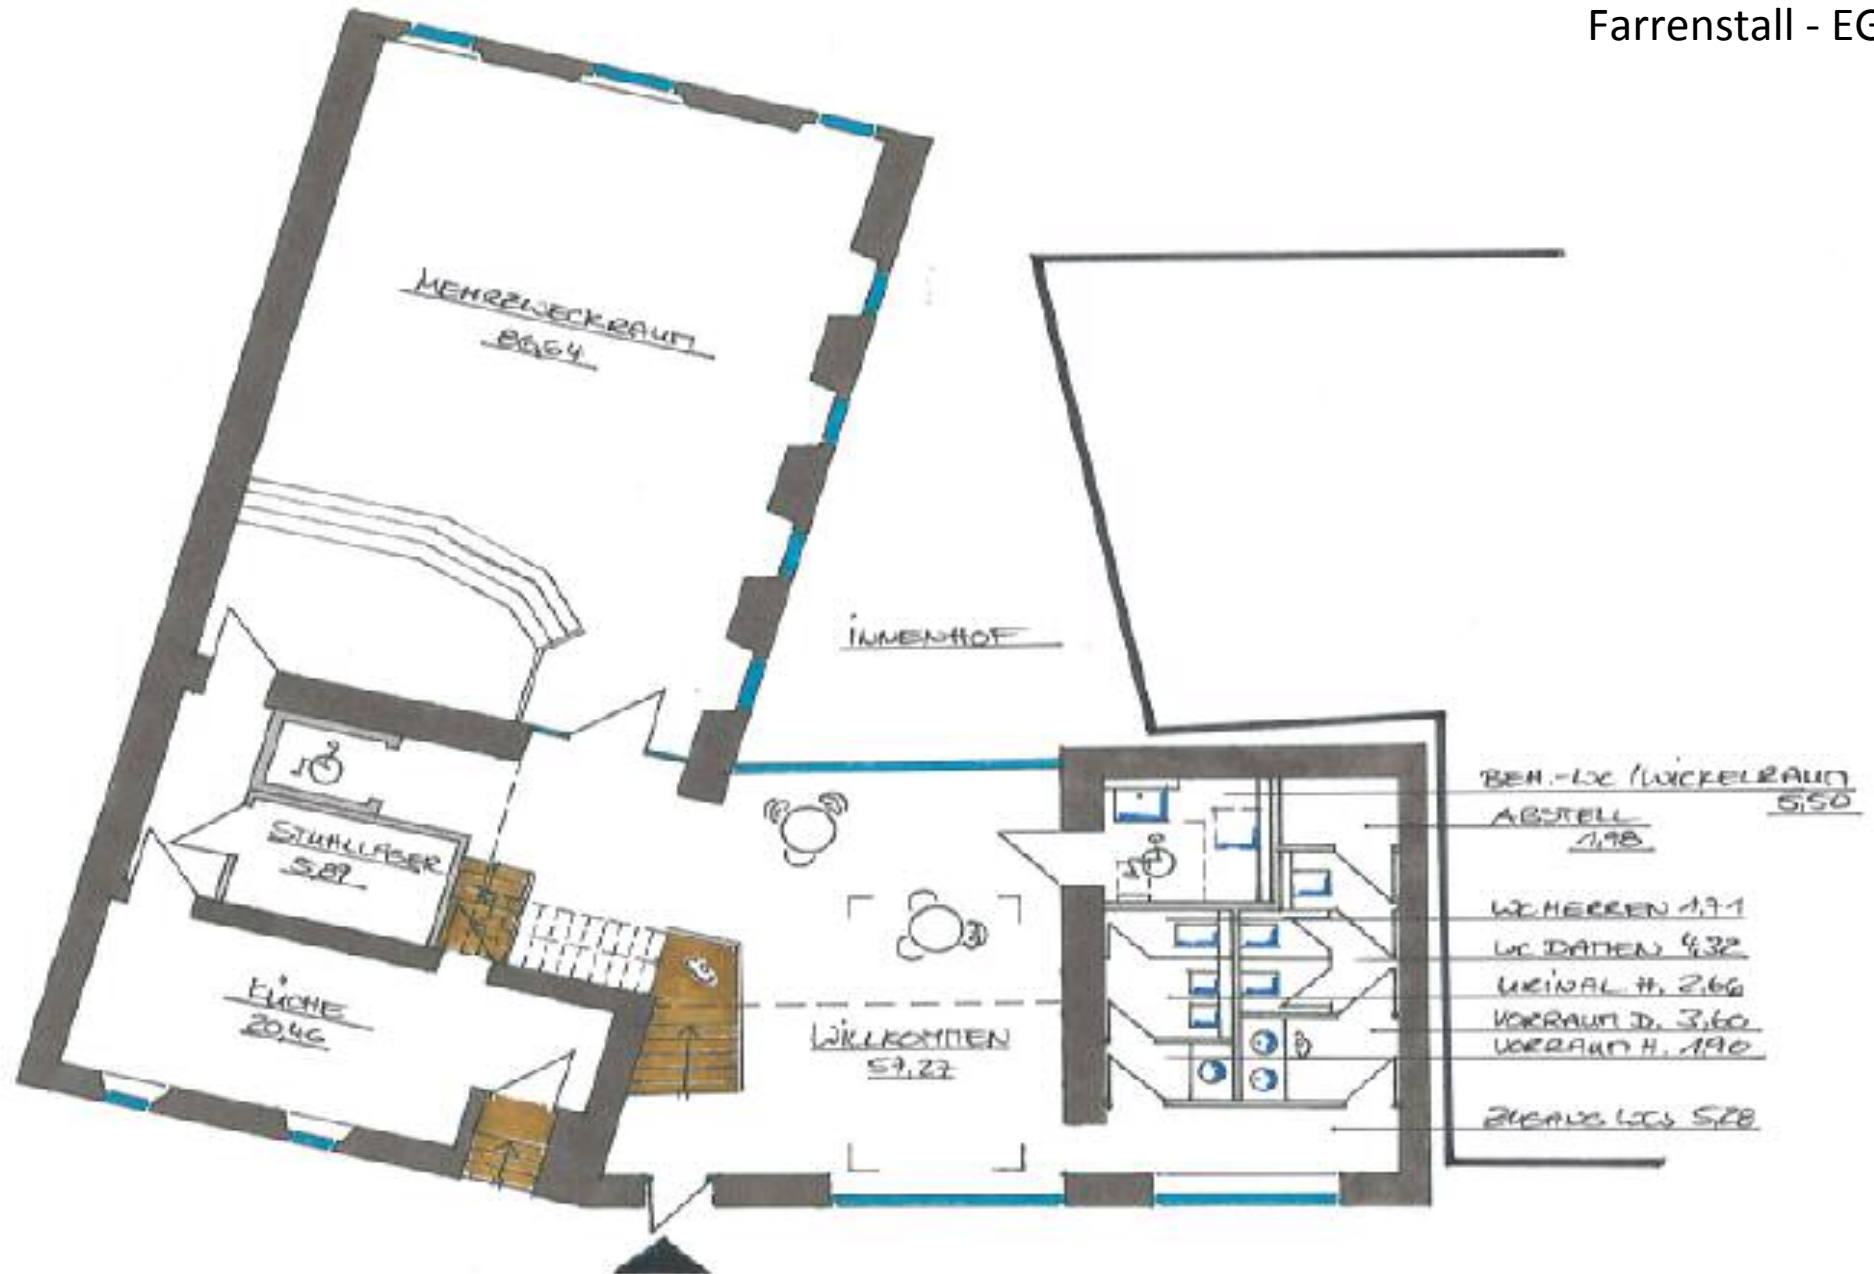 Farrenstall - EG
MEHRZWECKRAUM
86,64
INNENHOF
STUHLLAGER
5,89
KÜCHE
20,46
WILLKOMMEN
57,27
BEH.-WC / WICKELRAUM
5,50
ABSTELL
1,98
WC HERREN 1,71
WC DAMEN 4,32
URINAL H. 2,66
VORRAUM D. 3,60
VORRAUM H. 1,90
ZUGANG WCs 5,28